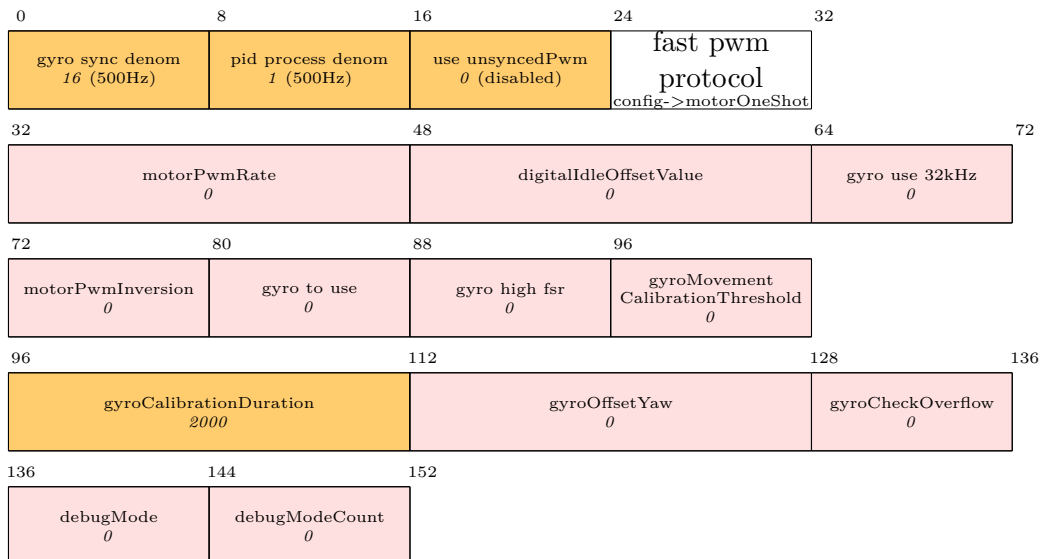 0 8 16 24 32
gyro sync denom
16 (500Hz)
pid process denom
1 (500Hz)
use unsyncedPwm
0 (disabled)
fast pwm
protocol
config->motorOneShot
32 48 64 72
motorPwmRate
0
digitalIdleOffsetValue
0
gyro use 32kHz
0
72 80 88 96
motorPwmInversion
0
gyro to use
0
gyro high fsr
0
gyroMovement
CalibrationThreshold
0
96 112 128 136
gyroCalibrationDuration
2000
gyroOffsetYaw
0
gyroCheckOverflow
0
136 144 152
debugMode
0
debugModeCount
0